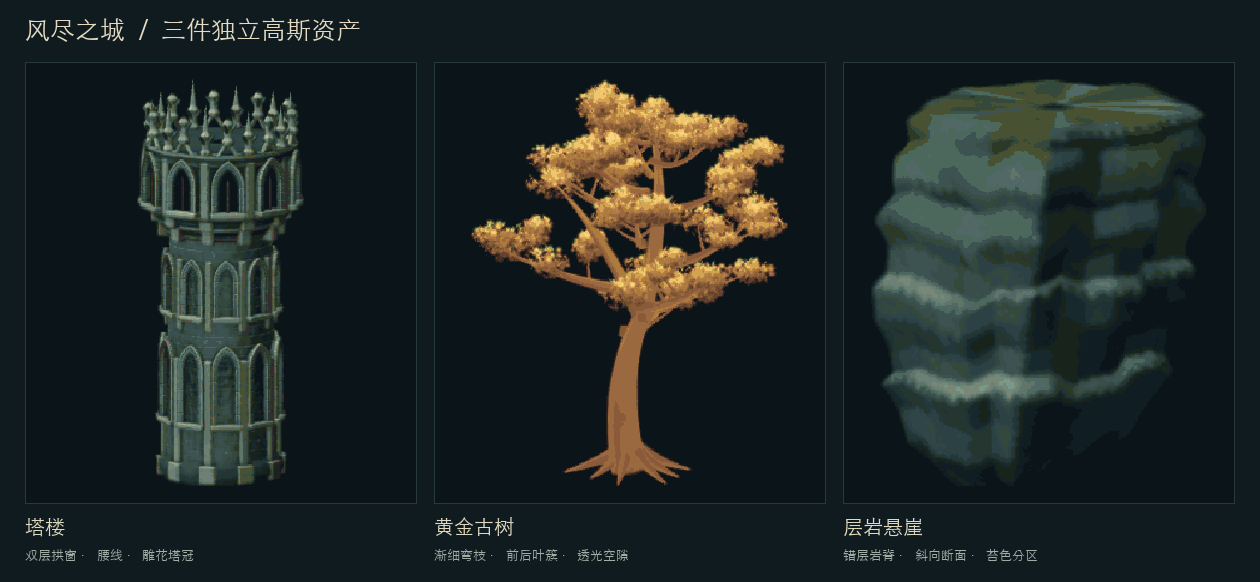 风尽之城 / 三件独立高斯资产
塔楼
双层拱窗 · 腰线 · 雕花塔冠
黄金古树
渐细弯枝 · 前后叶簇 · 透光空隙
层岩悬崖
错层岩脊 · 斜向断面 · 苔色分区